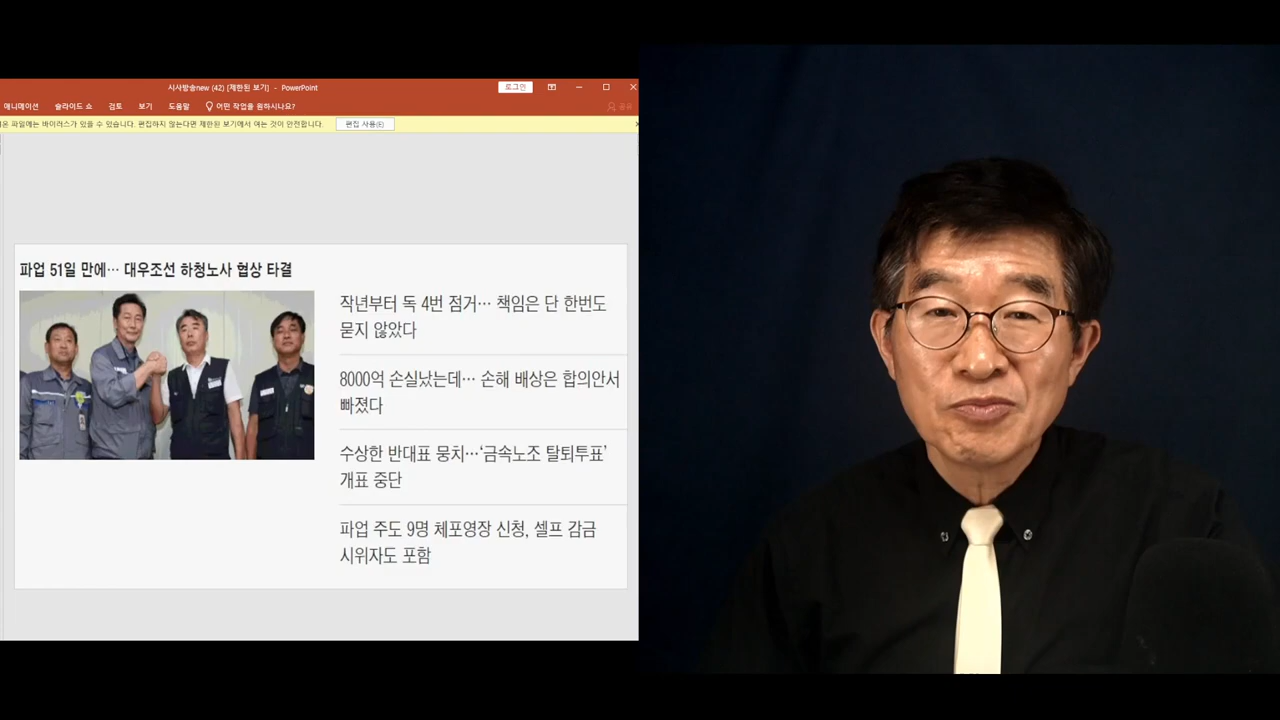 시사방송new (42) [제한된 보기] - PowerPoint
로그인
애니메이션 슬라이드 쇼 검토 보기 도움말 어떤 작업을 원하시나요? 공유
온 파일에는 바이러스가 있을 수 있습니다. 편집하지 않는다면 제한된 보기에서 여는 것이 안전합니다. 편집 사용(E)
파업 51일 만에… 대우조선 하청노사 협상 타결
작년부터 독 4번 점거… 책임은 단 한번도
묻지 않았다
8000억 손실났는데… 손해 배상은 합의안서
빠졌다
수상한 반대표 뭉치…‘금속노조 탈퇴투표’
개표 중단
파업 주도 9명 체포영장 신청, 셀프 감금
시위자도 포함